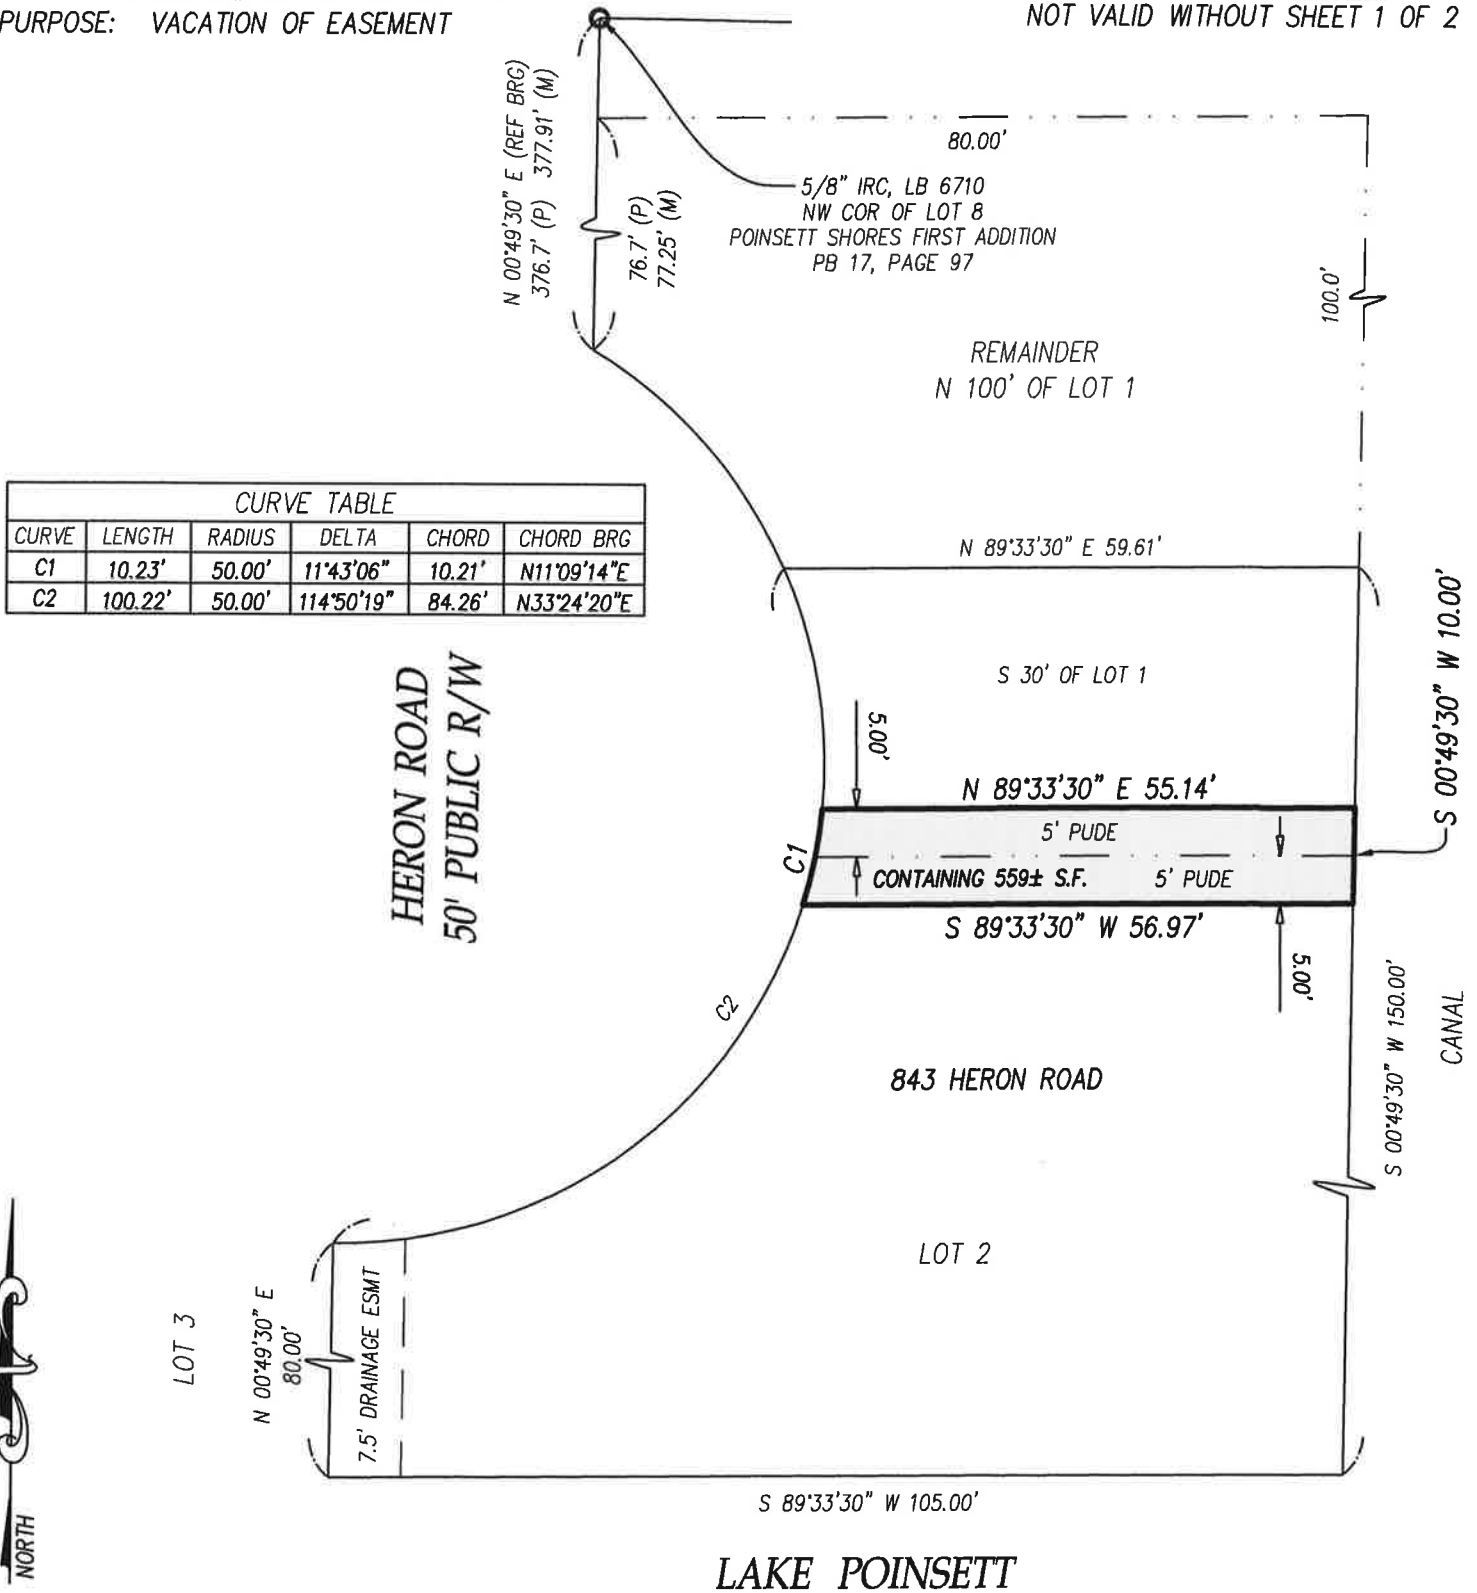 PURPOSE: VACATION OF EASEMENT
NOT VALID WITHOUT SHEET 1 OF 2
N 00°49'30" E (REF BRG)
376.7' (P) 377.91' (M)
76.7' (P)
77.25' (M)
80.00'
5/8" IRC, LB 6710
NW COR OF LOT 8
POINSETT SHORES FIRST ADDITION
PB 17, PAGE 97
100.0'
REMAINDER
N 100' OF LOT 1
CURVE TABLE
CURVE LENGTH RADIUS DELTA CHORD CHORD BRG
C1 10.23' 50.00' 11°43'06" 10.21' N11°09'14"E
C2 100.22' 50.00' 114°50'19" 84.26' N33°24'20"E
N 89°33'30" E 59.61'
S 30' OF LOT 1
S 00°49'30" W 10.00'
HERON ROAD
50' PUBLIC R/W
5.00'
N 89°33'30" E 55.14'
5' PUDE
C1
CONTAINING 559± S.F.
5' PUDE
S 89°33'30" W 56.97'
5.00'
C2
S 00°49'30" W 150.00'
CANAL
843 HERON ROAD
LOT 2
LOT 3
N 00°49'30" E
80.00'
7.5' DRAINAGE ESMT
S 89°33'30" W 105.00'
NORTH
LAKE POINSETT